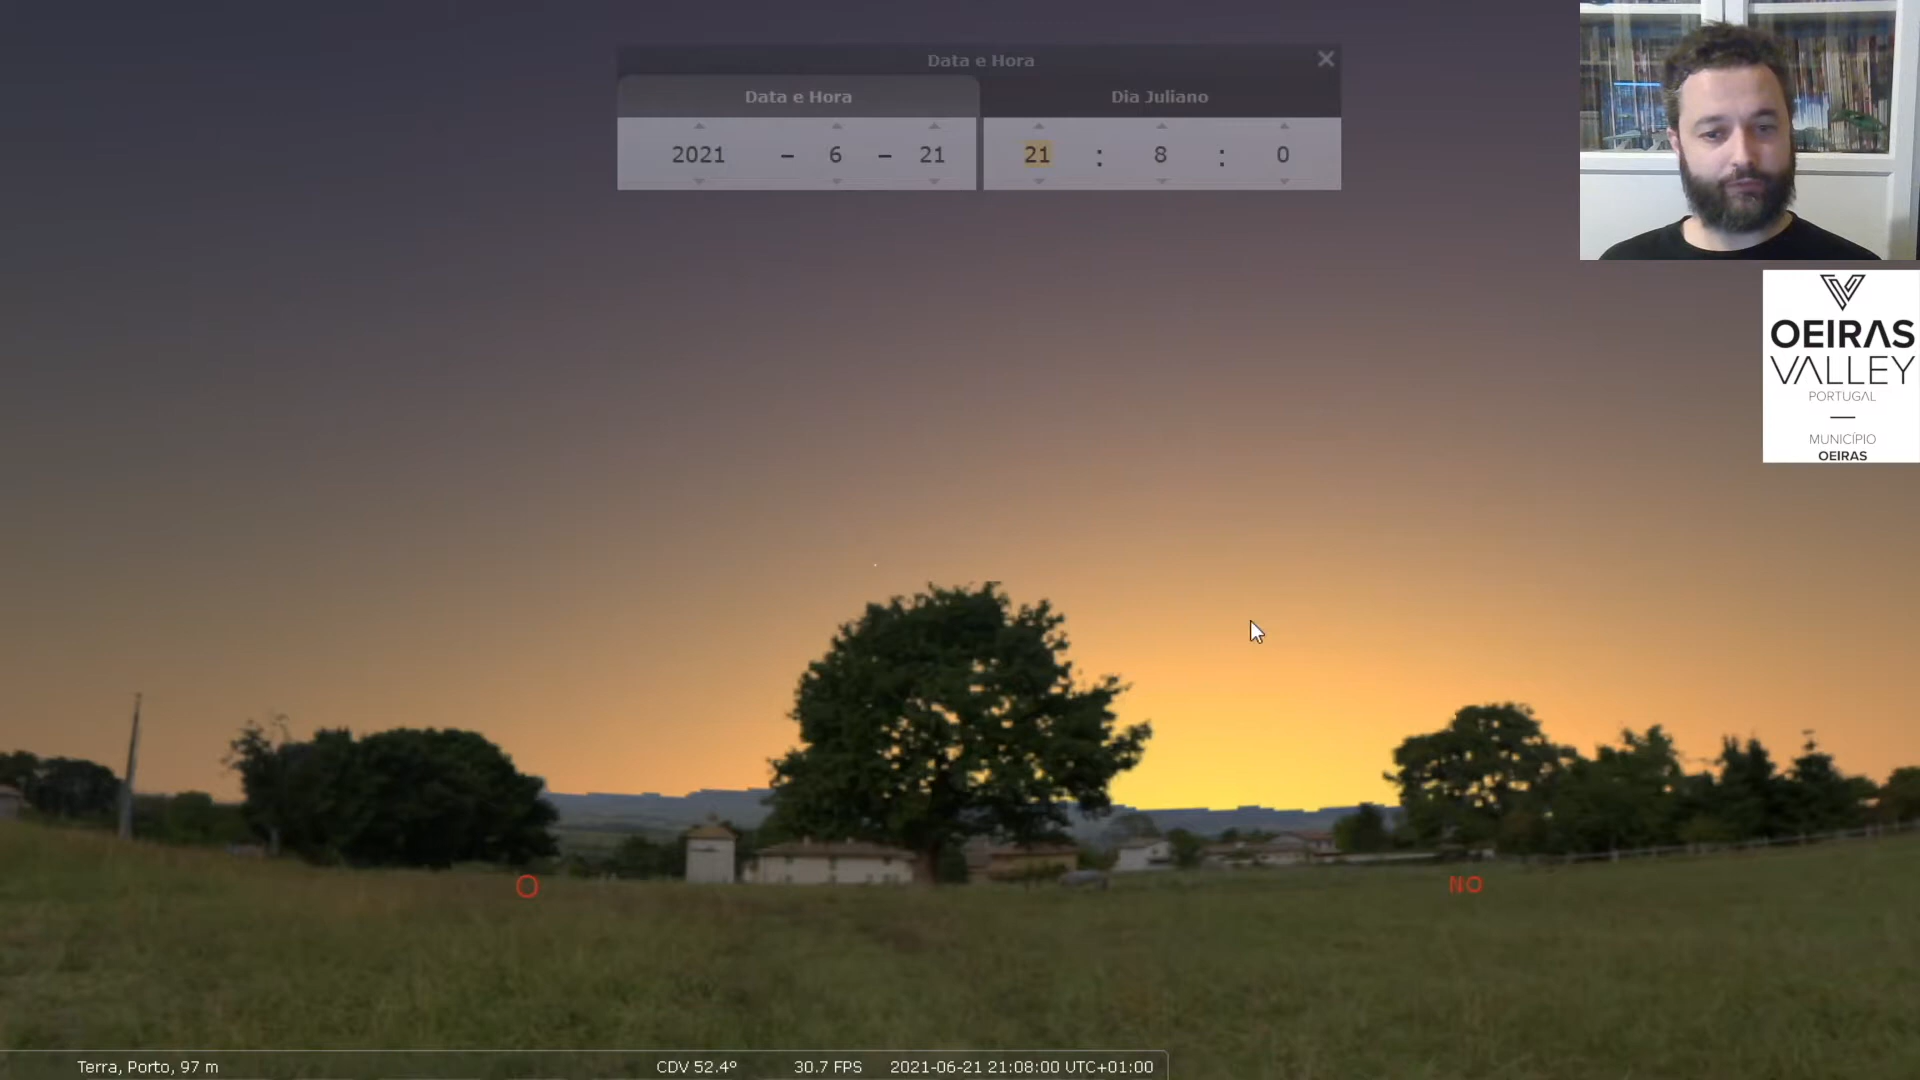 Data e Hora
Data e Hora
Dia Juliano
2021 – 6 – 21
21 : 8 : 0
OEIRAS
VALLEY
PORTUGAL
MUNICÍPIO
OEIRAS
O
NO
Terra, Porto, 97 m
CDV 52.4º
30.7 FPS
2021-06-21 21:08:00 UTC+01:00